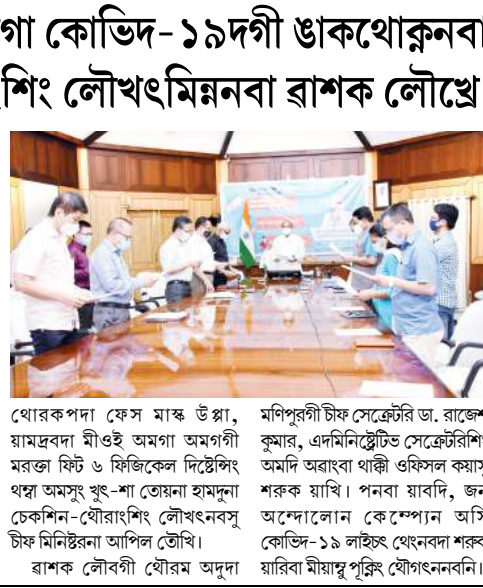 গা কোভিদ-১৯দগী ঙাকথোক্ননবা
শিং লৌখৎমিন্ননবা ৱাশক লৌখ্রে
থোরকপদা ফেস মাস্ক উপ্পা,
য়ামদ্রবদা মীওই অমগা অমগগী
মরক্তা ফিট ৬ ফিজিকেল দিষ্টেন্সিং
থম্বা অমসুং খুৎ-শা তোয়না হামদুনা
চেকশিন-থৌরাংশিং লৌখৎনবসু
চীফ মিনিষ্টরনা আপিল তৌখি।
ৱাশক লৌবগী থৌরম অদুদা
মণিপুরগী চীফ সেক্রেটরি ডা. রাজেশ
কুমার, এদমিনিষ্ট্রেটিভ সেক্রেটরিশিং
অমদি অৱাংবা থাক্কী ওফিসল কয়াসু
শরুক য়াখি। পনবা য়াবদি, জন
অন্দোলোন কেম্পেন অসি
কোভিদ-১৯ লাইচৎ থেংনবদা শরুক
য়ারিবা মীয়াম্বু পূক্নিং থৌগৎননবনি।